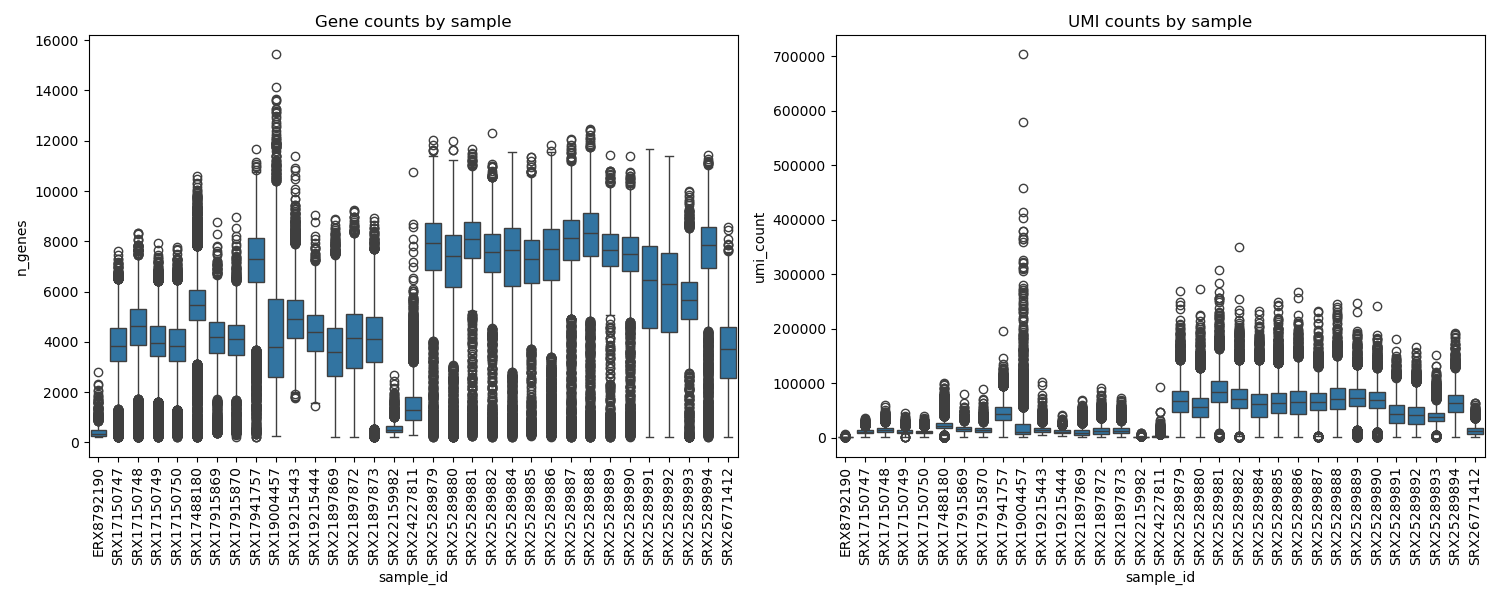 Gene counts by sample
n_genes
16000
14000
12000
10000
8000
6000
4000
2000
0
ERX8792190
SRX17150747
SRX17150748
SRX17150749
SRX17150750
SRX17488180
SRX17915869
SRX17915870
SRX17941757
SRX19004457
SRX19215443
SRX19215444
SRX21897869
SRX21897872
SRX21897873
SRX22159982
SRX24227811
SRX25289879
SRX25289880
SRX25289881
SRX25289882
SRX25289884
SRX25289885
SRX25289886
SRX25289887
SRX25289888
SRX25289889
SRX25289890
SRX25289891
SRX25289892
SRX25289893
SRX25289894
SRX26771412
sample_id
UMI counts by sample
umi_count
700000
600000
500000
400000
300000
200000
100000
0
ERX8792190
SRX17150747
SRX17150748
SRX17150749
SRX17150750
SRX17488180
SRX17915869
SRX17915870
SRX17941757
SRX19004457
SRX19215443
SRX19215444
SRX21897869
SRX21897872
SRX21897873
SRX22159982
SRX24227811
SRX25289879
SRX25289880
SRX25289881
SRX25289882
SRX25289884
SRX25289885
SRX25289886
SRX25289887
SRX25289888
SRX25289889
SRX25289890
SRX25289891
SRX25289892
SRX25289893
SRX25289894
SRX26771412
sample_id